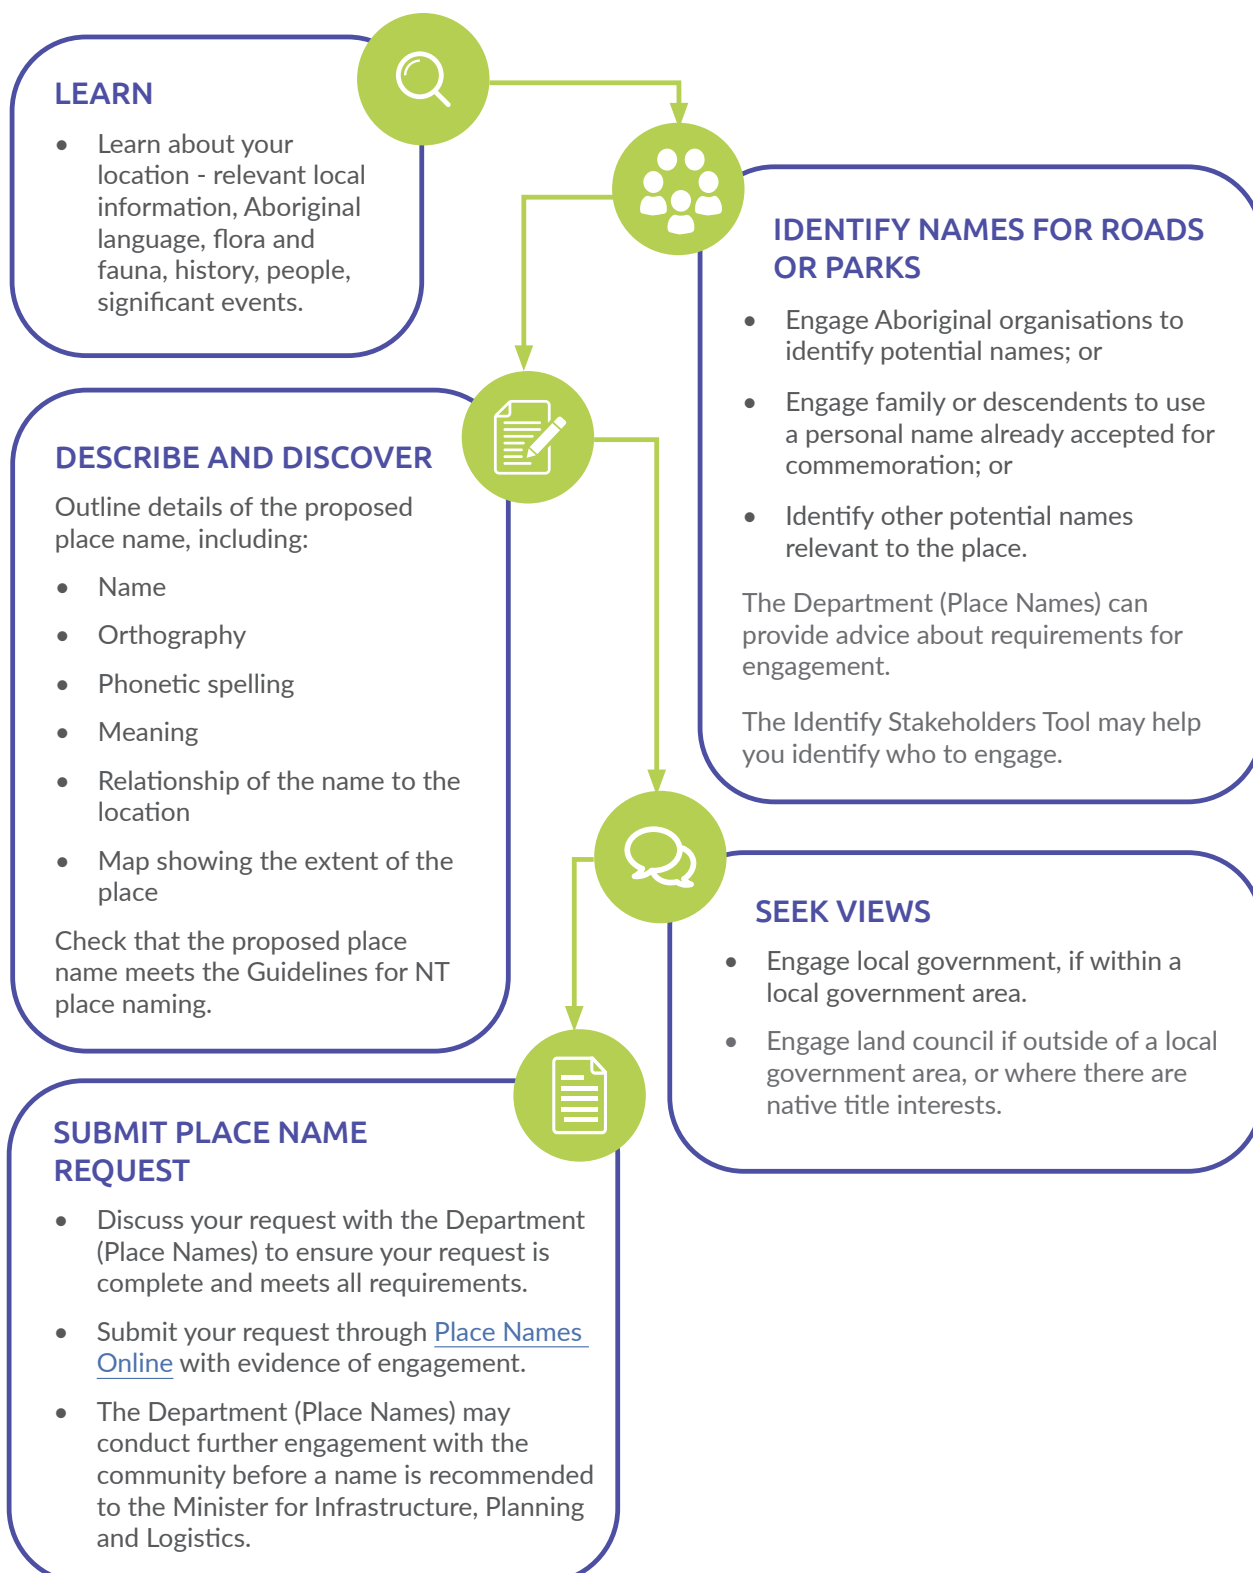 LEARN
• Learn about your
location - relevant local
information, Aboriginal
language, flora and
fauna, history, people,
significant events.
IDENTIFY NAMES FOR ROADS
OR PARKS
• Engage Aboriginal organisations to
identify potential names; or
• Engage family or descendents to use
a personal name already accepted for
commemoration; or
• Identify other potential names
relevant to the place.
The Department (Place Names) can
provide advice about requirements for
engagement.
The Identify Stakeholders Tool may help
you identify who to engage.
DESCRIBE AND DISCOVER
Outline details of the proposed
place name, including:
• Name
• Orthography
• Phonetic spelling
• Meaning
• Relationship of the name to the
location
• Map showing the extent of the
place
Check that the proposed place
name meets the Guidelines for NT
place naming.
SEEK VIEWS
• Engage local government, if within a
local government area.
• Engage land council if outside of a local
government area, or where there are
native title interests.
SUBMIT PLACE NAME
REQUEST
• Discuss your request with the Department
(Place Names) to ensure your request is
complete and meets all requirements.
• Submit your request through Place Names
Online with evidence of engagement.
• The Department (Place Names) may
conduct further engagement with the
community before a name is recommended
to the Minister for Infrastructure, Planning
and Logistics.